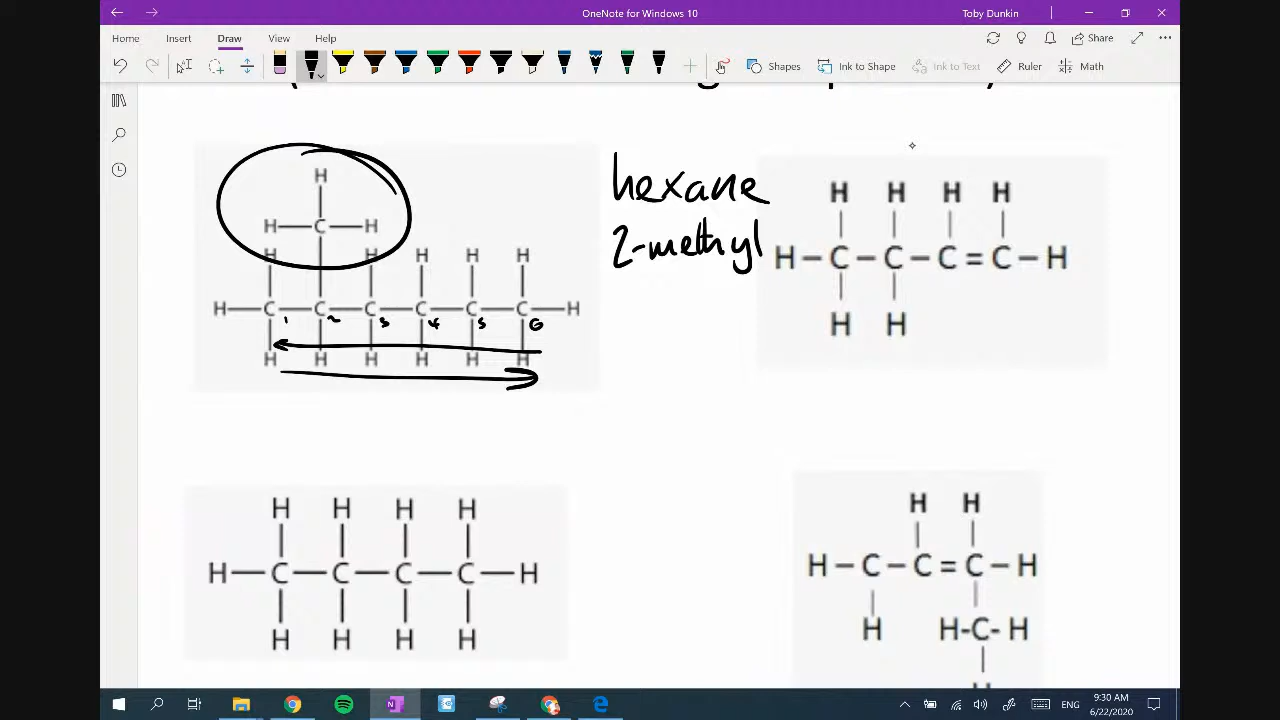 OneNote for Windows 10
Toby Dunkin
Home Insert Draw View Help
Share
Shapes Ink to Shape Ink to Text Ruler Math
hexane
2-methyl
H
H-C-H
H H H H H
H-C-C-C-C-C-C-H
1 2 3 4 5 6
H H H H H H
H H H H
H-C-C-C=C-H
H H
H H H H
H-C-C-C-C-H
H H H H
H H
H-C-C=C-H
H H-C-H
ENG
9:30 AM
6/22/2020